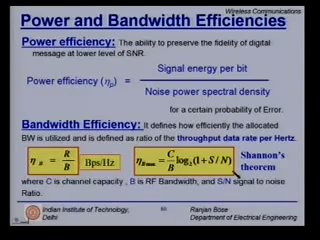 Wireless Communications
Power and Bandwidth Efficiencies
Power efficiency: The ability to preserve the fidelity of digital
message at lower level of SNR.
Power efficiency (ηp) = Signal energy per bit / Noise power spectral density
for a certain probability of Error.
Bandwidth Efficiency: It defines how efficiently the allocated
BW is utilized and is defined as ratio of the throughput data rate per Hertz.
η B = R / B Bps/Hz η Bmax = C / B log2(1 + S / N) Shannon's
theorem
where C is channel capacity , B is RF Bandwidth, and S/N signal to noise
Ratio.
Indian Institute of Technology, Ranjan Bose
Delhi Department of Electrical Engineering